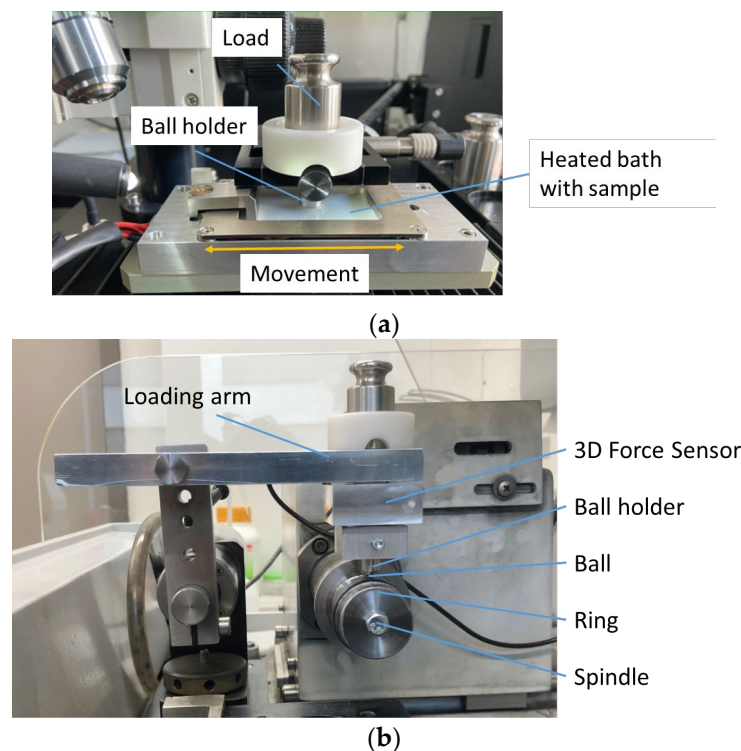 Load
Ball holder
Heated bath
with sample
Movement
(a)
Loading arm
3D Force Sensor
Ball holder
Ball
Ring
Spindle
(b)